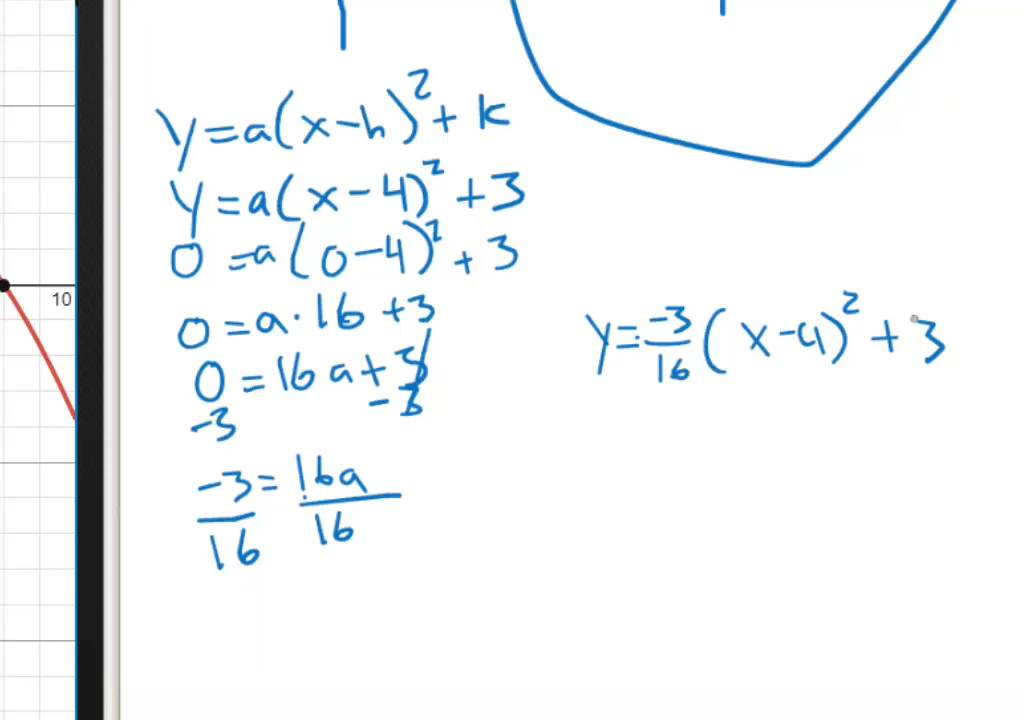 y=a(x-h)²+k
y=a(x-4)²+3
0=a(0-4)²+3
10
0=a·16+3
y=-3/16(x-4)²+3
0=16a+3
-3 -3
-3/16=16a/16